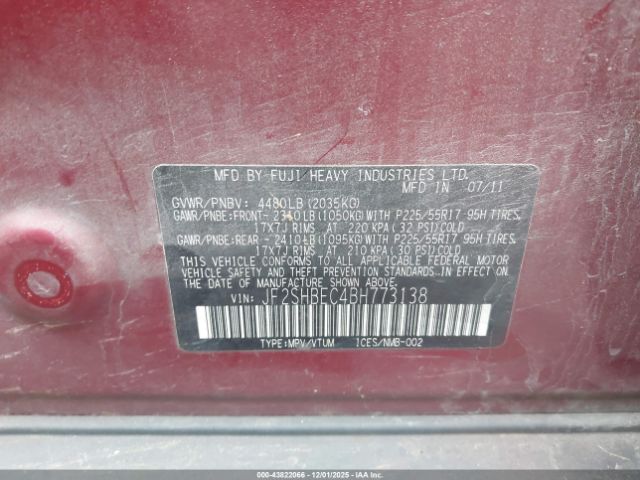 MFD BY FUJI HEAVY INDUSTRIES LTD.
MFD IN 07/11
GVWR/PNBV: 4480LB (2035KG)
GAWR/PNBE:FRONT- 2310LB(1050KG)WITH P225/55R17 95H TIRES.
17X7J RIMS AT 220 KPA ( 32 PSI)COLD
GAWR/PNBE:REAR -2410LB(1095KG)WITH P225/55R17 95H TIRES.
17X7J RIMS AT 210 KPA ( 30 PSI)COLD
THIS VEHICLE CONFORMS TO ALL APPLICABLE FEDERAL MOTOR
VEHICLE SAFETY AND THEFT PREVENTION STANDARDS IN EFFECT ON
THE DATE OF MANUFACTURE SHOWN ABOVE.
VIN: JF2SHBFC4BH773138
TYPE:MPV/VTUM ICES/NMB-002
000-43822066 - 12/01/2025 - IAAI.com